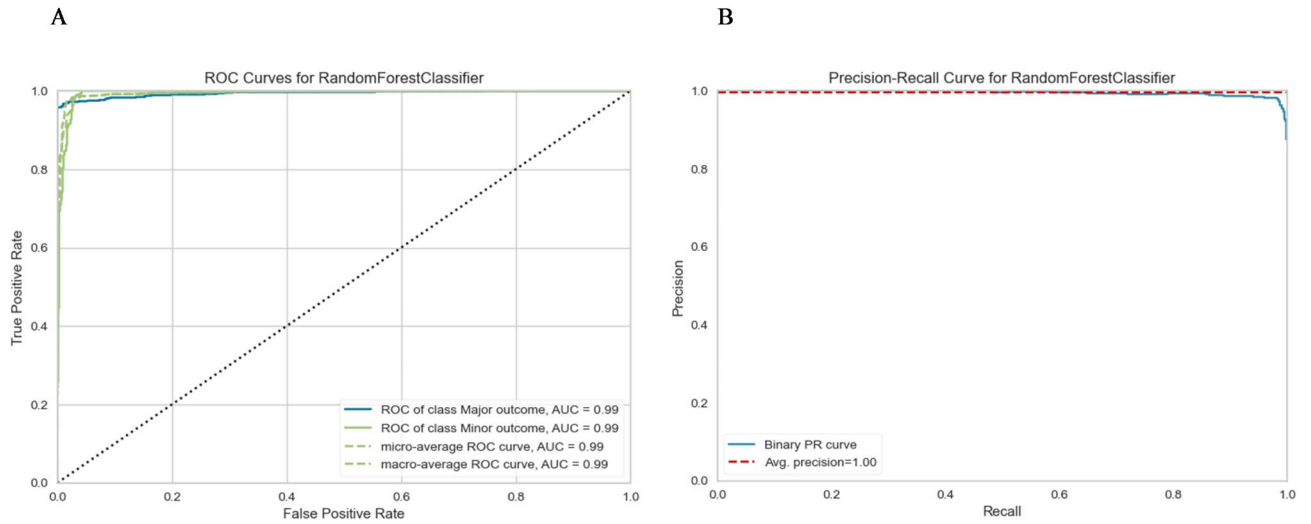 A
B
ROC Curves for RandomForestClassifier
1.0
0.8
0.6
0.4
0.2
0.0
True Positive Rate
0.0 0.2 0.4 0.6 0.8 1.0
False Positive Rate
ROC of class Major outcome, AUC = 0.99
ROC of class Minor outcome, AUC = 0.99
micro-average ROC curve, AUC = 0.99
macro-average ROC curve, AUC = 0.99
Precision-Recall Curve for RandomForestClassifier
1.0
0.8
0.6
0.4
0.2
0.0
Precision
0.0 0.2 0.4 0.6 0.8 1.0
Recall
Binary PR curve
Avg. precision=1.00